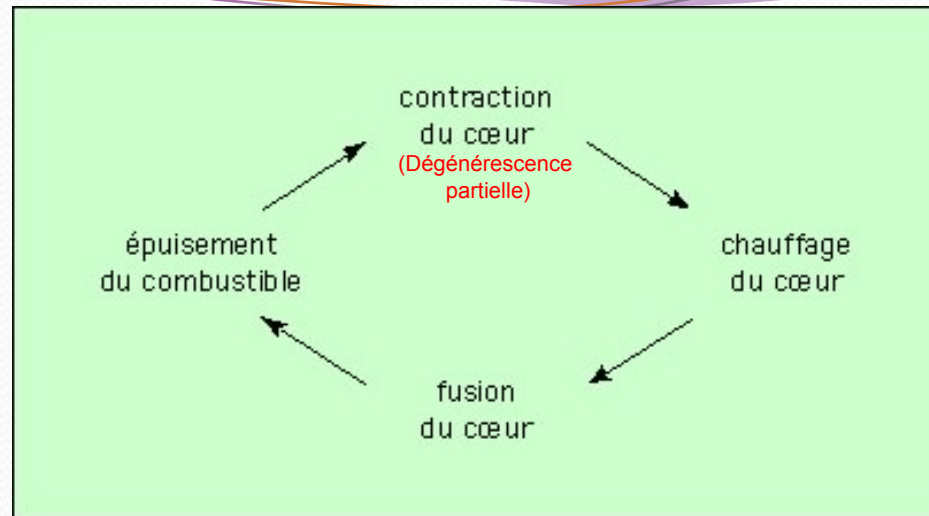 contraction
du cœur
(Dégénérescence
partielle)
épuisement
du combustible
chauffage
du cœur
fusion
du cœur